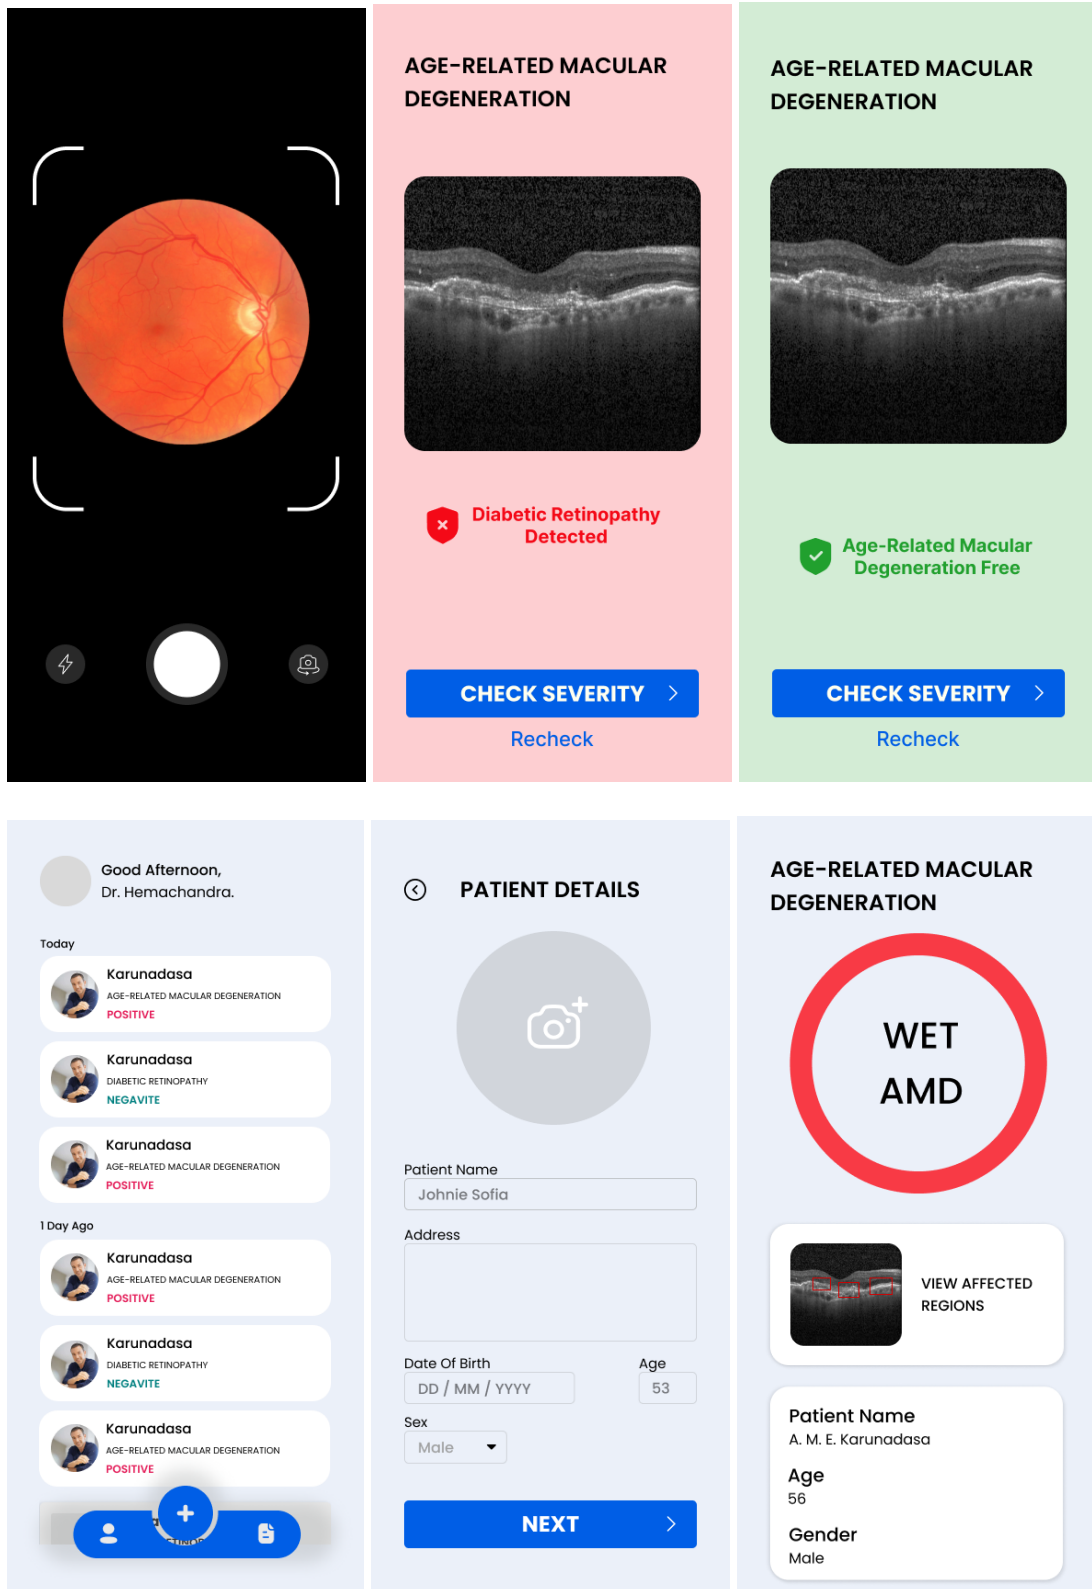 AGE-RELATED MACULAR
DEGENERATION
Diabetic Retinopathy
Detected
CHECK SEVERITY
Recheck
AGE-RELATED MACULAR
DEGENERATION
Age-Related Macular
Degeneration Free
CHECK SEVERITY
Recheck
Good Afternoon,
Dr. Hemachandra.
Today
Karunadasa
AGE-RELATED MACULAR DEGENERATION
POSITIVE
Karunadasa
DIABETIC RETINOPATHY
NEGAVITE
Karunadasa
AGE-RELATED MACULAR DEGENERATION
POSITIVE
1 Day Ago
Karunadasa
AGE-RELATED MACULAR DEGENERATION
POSITIVE
Karunadasa
DIABETIC RETINOPATHY
NEGAVITE
Karunadasa
AGE-RELATED MACULAR DEGENERATION
POSITIVE
PATIENT DETAILS
Patient Name
Johnie Sofia
Address
Date Of Birth
Age
DD / MM / YYYY
53
Sex
Male
NEXT
AGE-RELATED MACULAR
DEGENERATION
WET
AMD
VIEW AFFECTED
REGIONS
Patient Name
A. M. E. Karunadasa
Age
56
Gender
Male